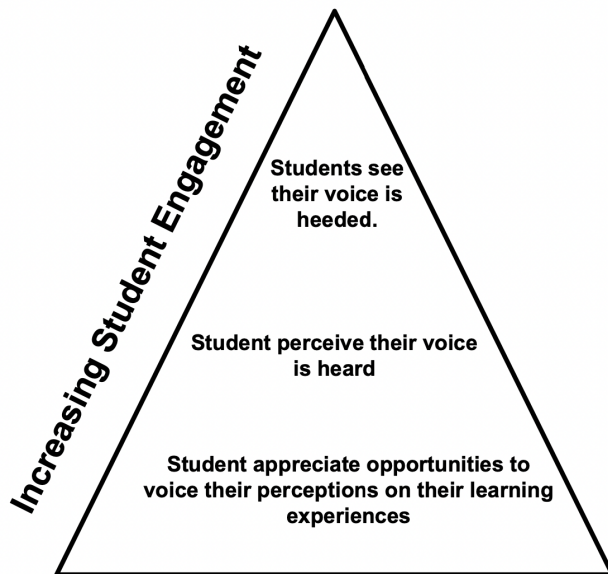 Increasing Student Engagement
Students see
their voice is
heeded.
Student perceive their voice
is heard
Student appreciate opportunities to
voice their perceptions on their learning
experiences